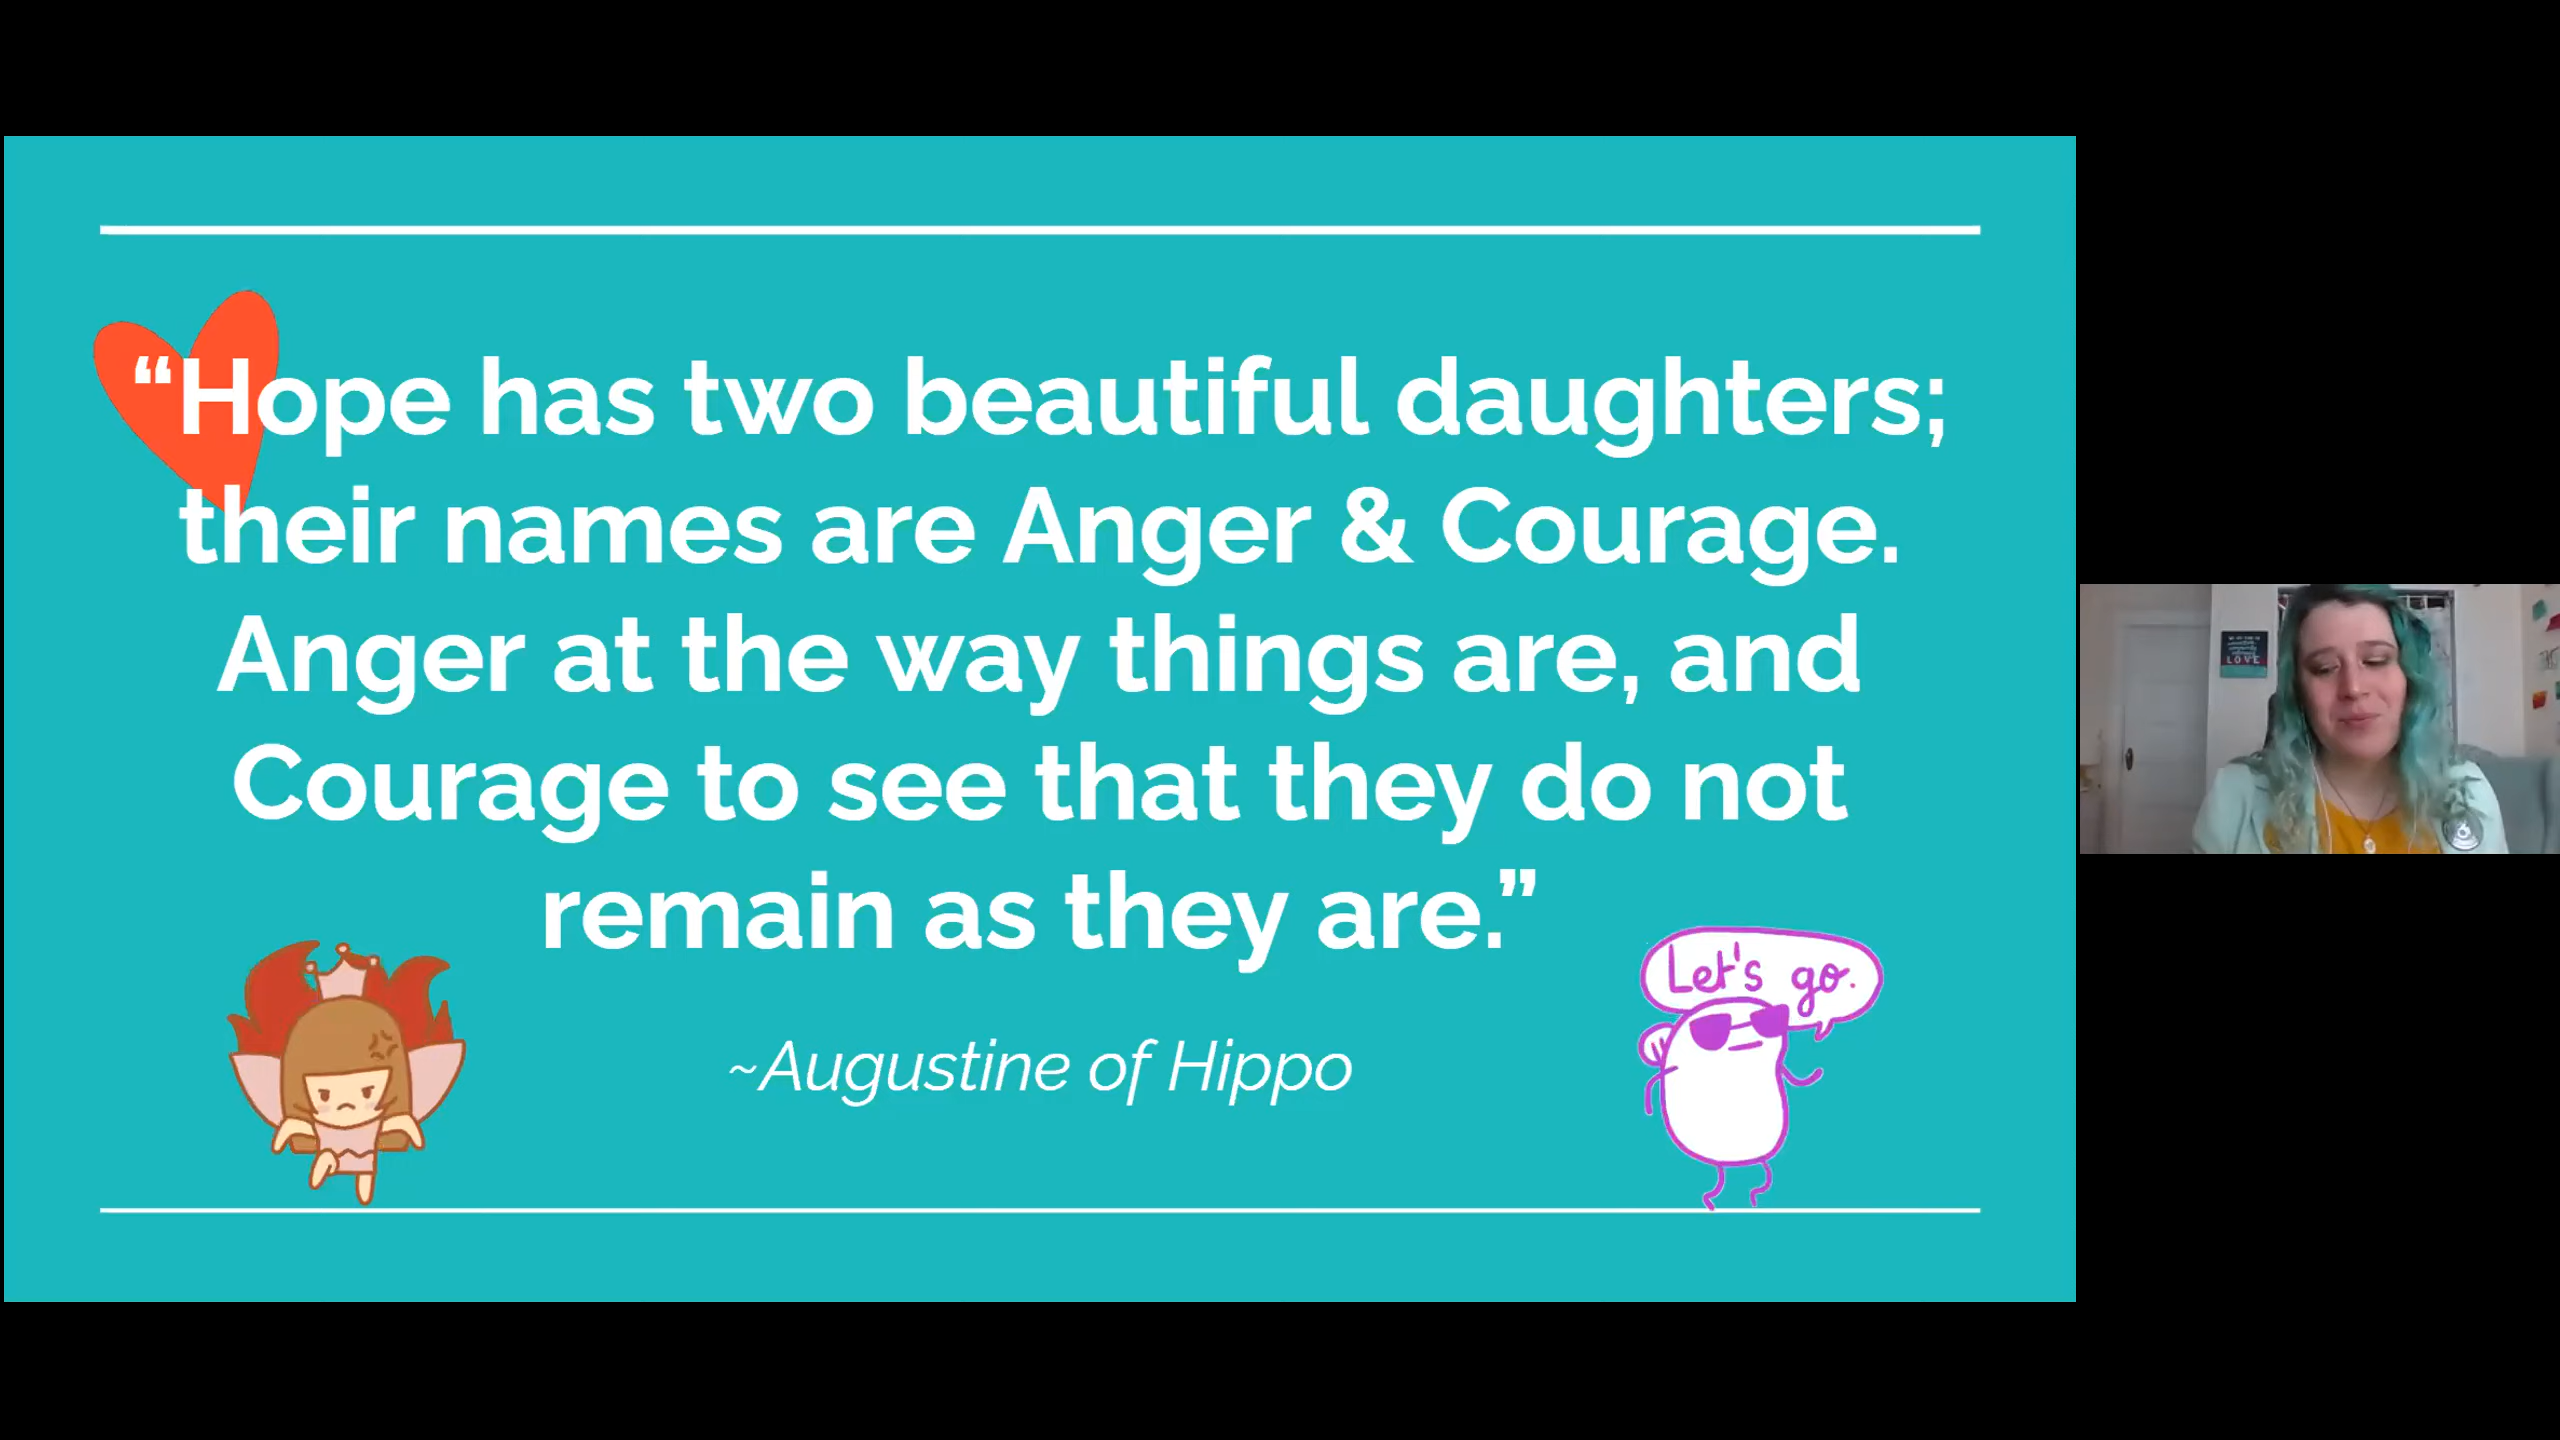 “Hope has two beautiful daughters;
their names are Anger & Courage.
Anger at the way things are, and
Courage to see that they do not
remain as they are.”
Let's go.
~Augustine of Hippo
LOVE